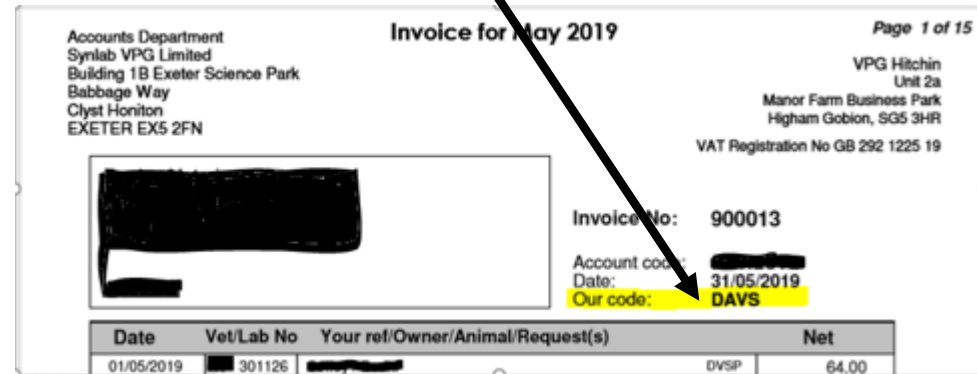 Invoice for May 2019
Page 1 of 15
Accounts Department
Synlab VPG Limited
Building 1B Exeter Science Park
Babbage Way
Clyst Honiton
EXETER EX5 2FN
VPG Hitchin
Unit 2a
Manor Farm Business Park
Higham Gobion, SG5 3HR
VAT Registration No GB 292 1225 19
Invoice No: 900013
Account code:
Date: 31/05/2019
Our code: DAVS
Date Vet/Lab No Your ref/Owner/Animal/Request(s) Net
01/05/2019 301126 DVSP 64.00